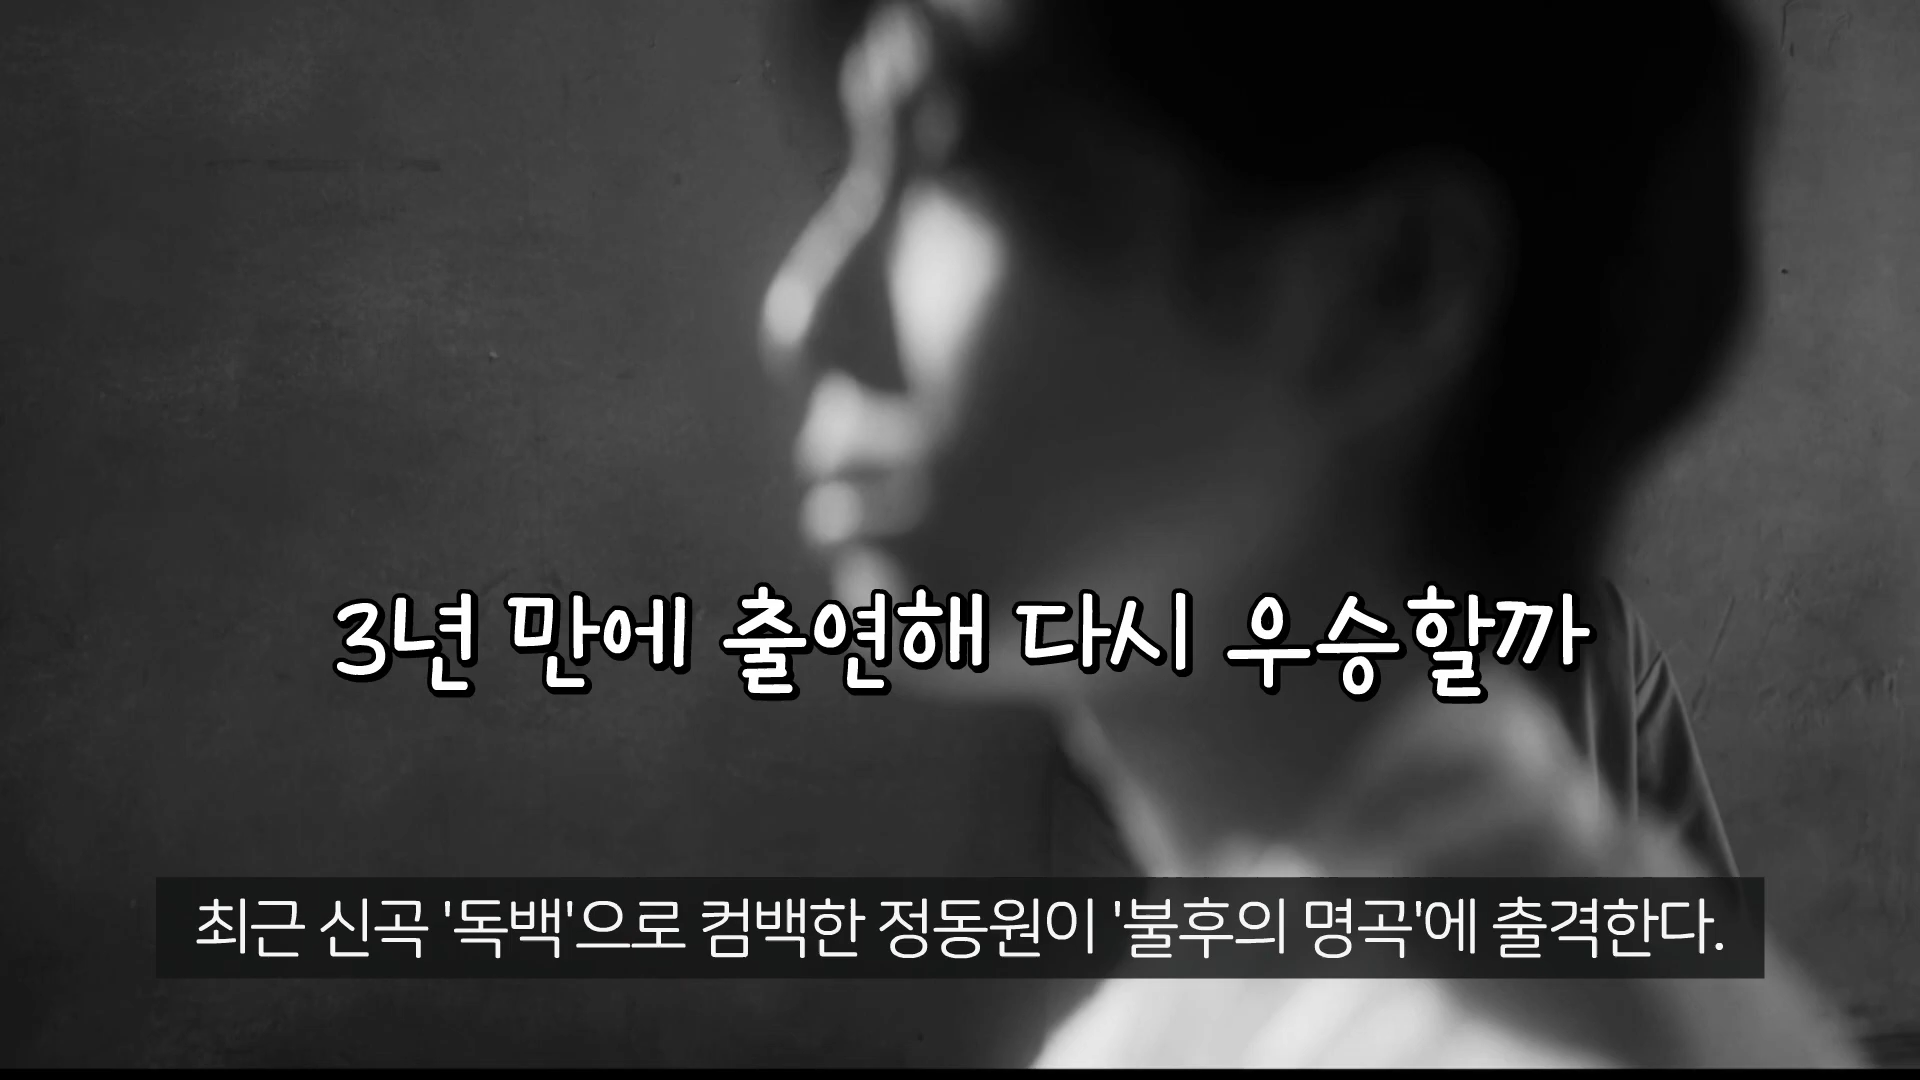 3년 만에 출연해 다시 우승할까
최근 신곡 '독백'으로 컴백한 정동원이 '불후의 명곡'에 출격한다.